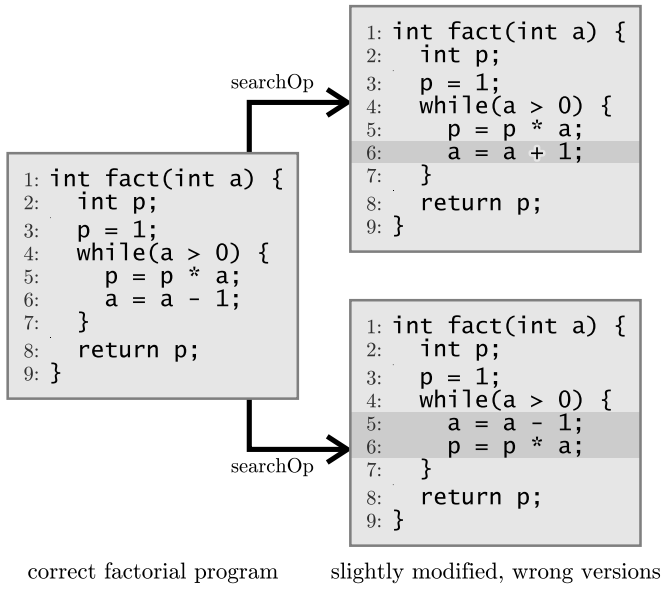 searchOp
1: int fact(int a) {
2:   int p;
3:   p = 1;
4:   while(a > 0) {
5:     p = p * a;
6:     a = a - 1;
7:   }
8:   return p;
9: }
1: int fact(int a) {
2:   int p;
3:   p = 1;
4:   while(a > 0) {
5:     p = p * a;
6:     a = a + 1;
7:   }
8:   return p;
9: }
searchOp
1: int fact(int a) {
2:   int p;
3:   p = 1;
4:   while(a > 0) {
5:     a = a - 1;
6:     p = p * a;
7:   }
8:   return p;
9: }
correct factorial program
slightly modified, wrong versions